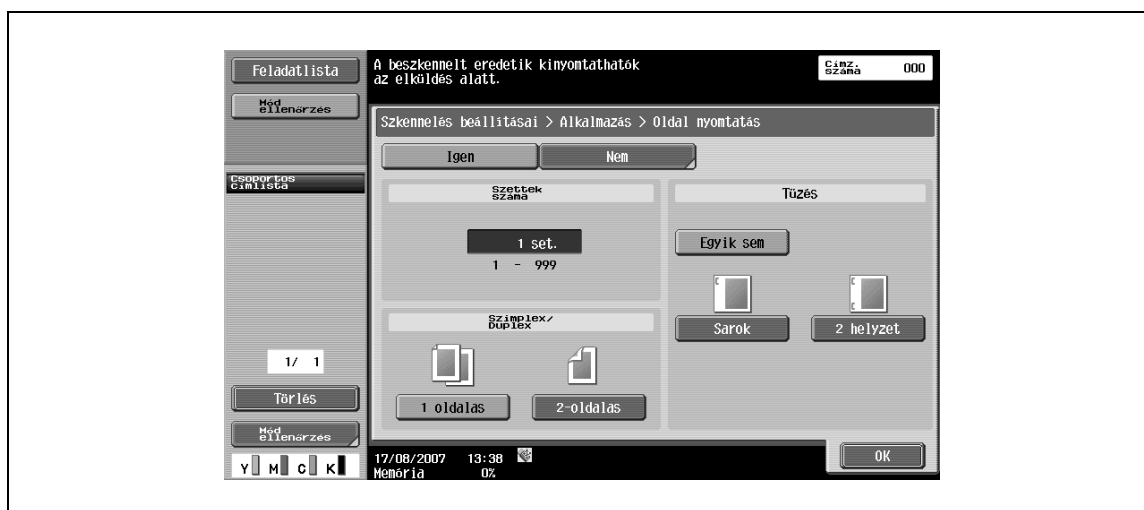 Feladatlista
A beszkennelt eredetik kinyomtathatók
az elküldés alatt.
Címz.
száma
000
Mód
ellenőrzés
Szkennelés beállításai > Alkalmazás > Oldal nyomtatás
Igen
Nem
Csoportos
címlista
Szettek
száma
1 set.
1 - 999
Tűzés
Egyik sem
Sarok
2 helyzet
Szimplex/
Duplex
1 oldalas
2-oldalas
1/ 1
Törlés
Mód
ellenőrzés
Y M C K
17/08/2007 13:38
Memória 0%
OK